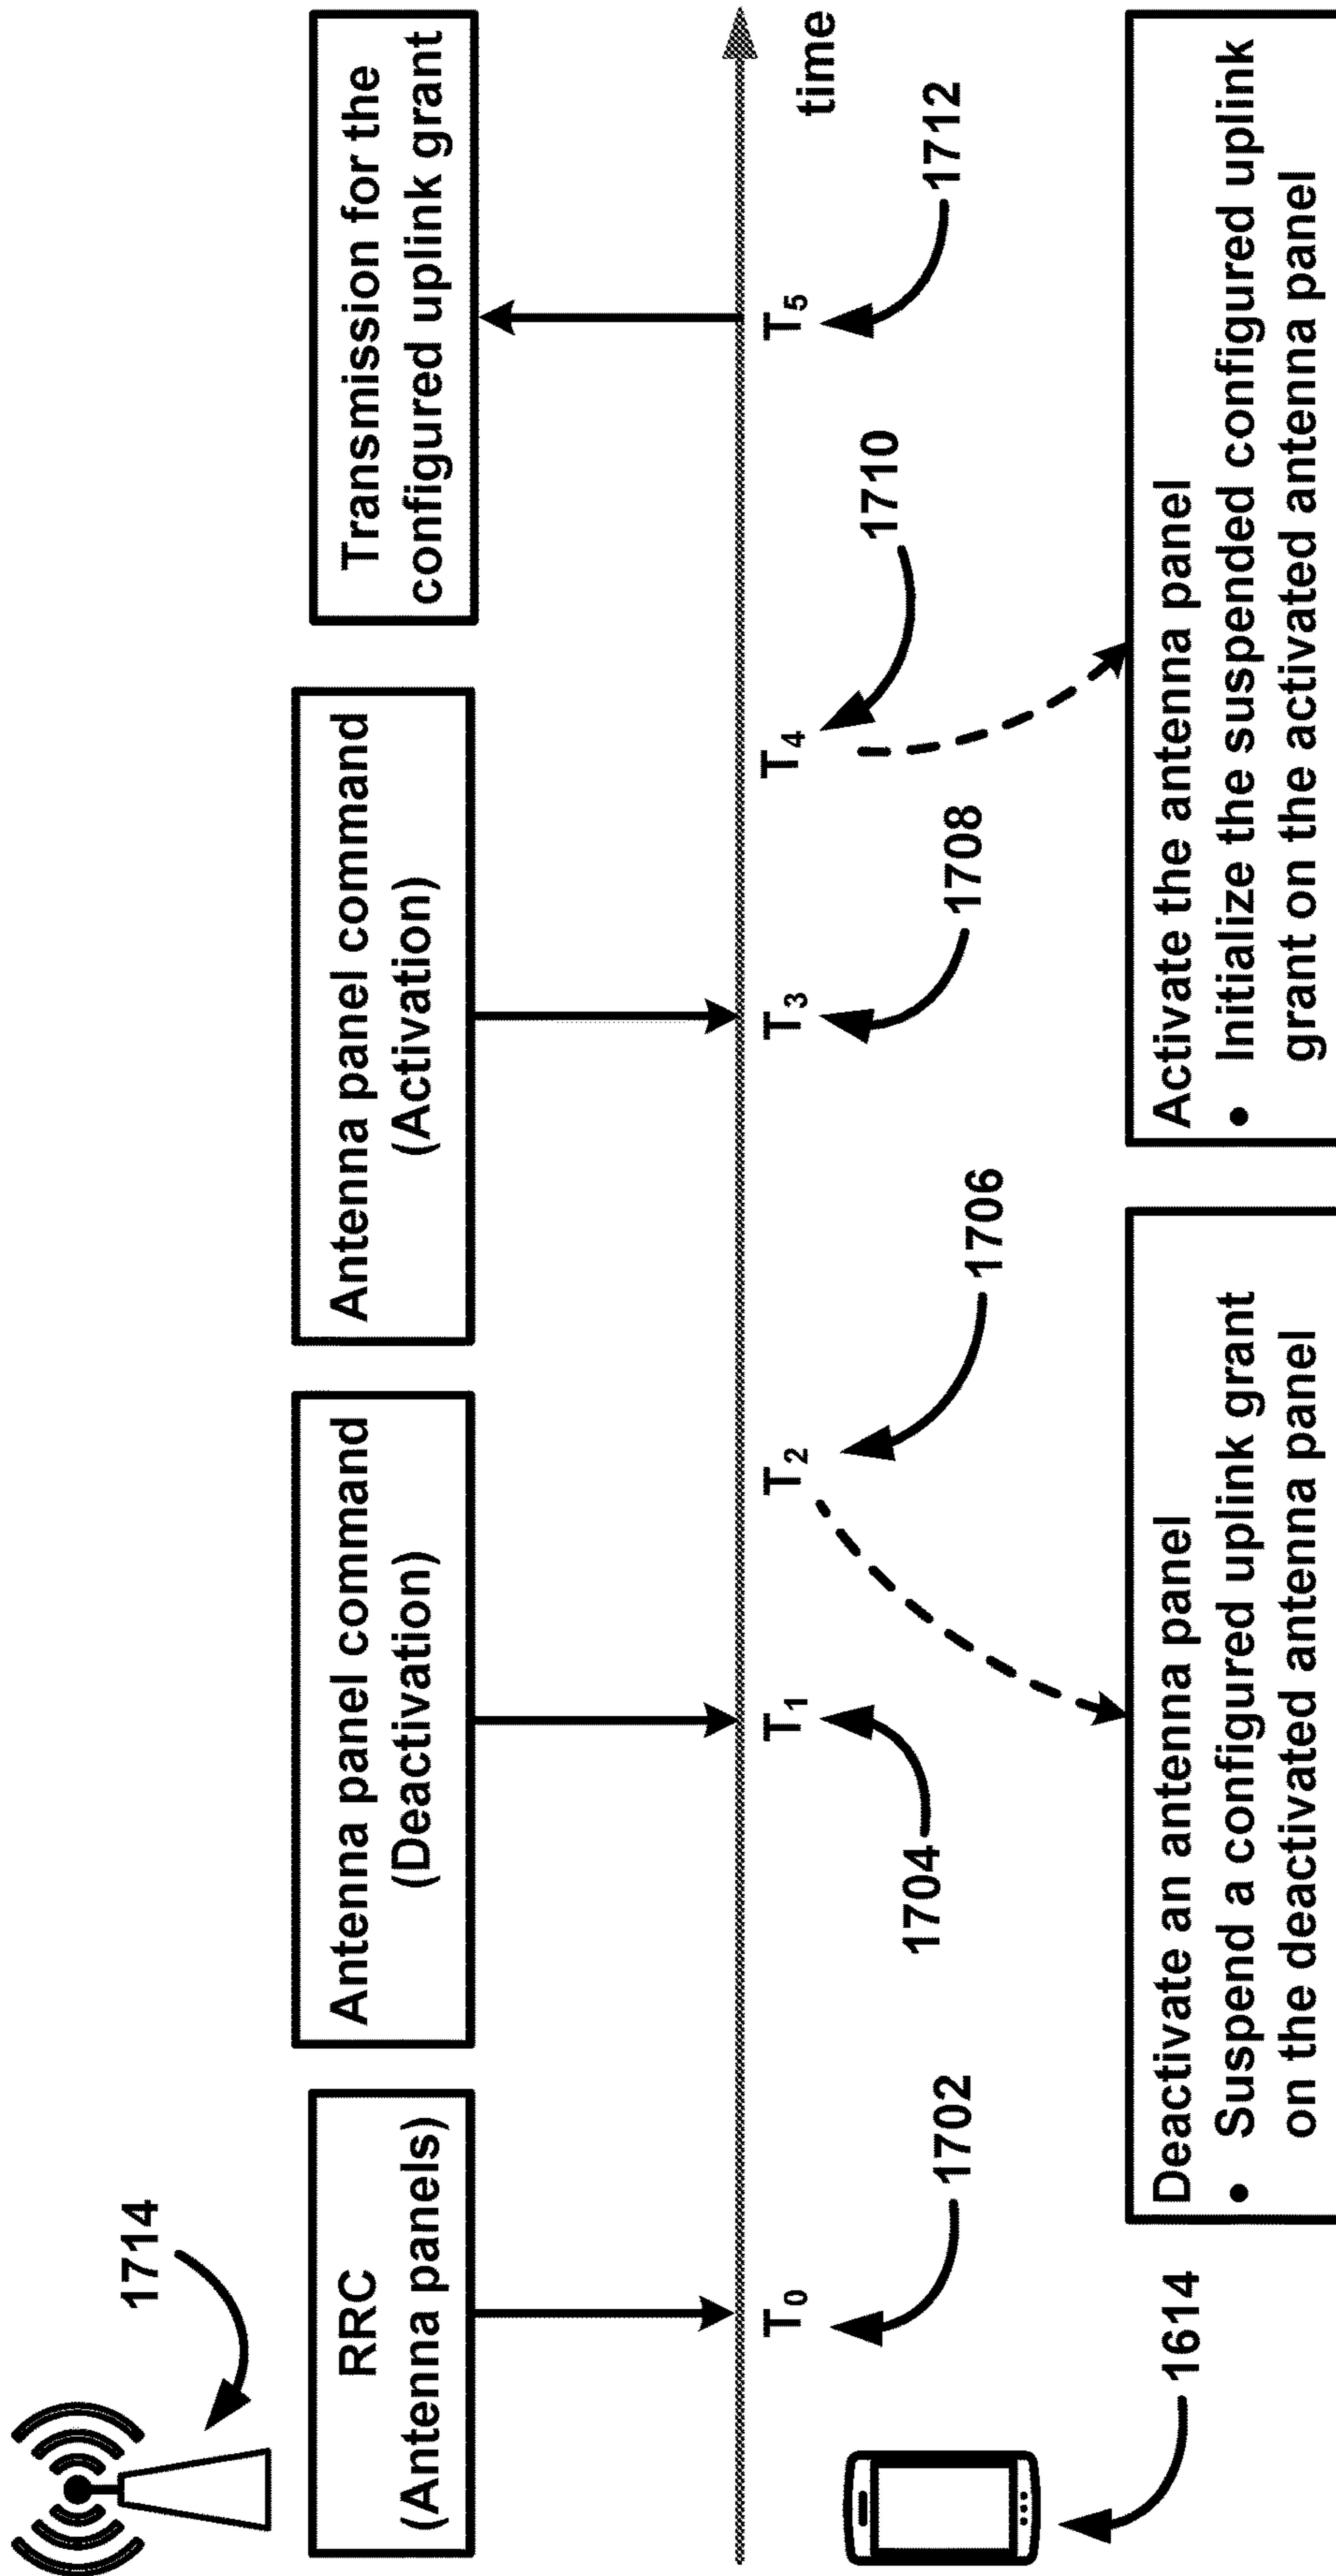 1714
RRC
(Antenna panels)
Antenna panel command
(Deactivation)
Antenna panel command
(Activation)
Transmission for the
configured uplink grant
time
T0
T1
T2
T3
T4
T5
1702
1704
1706
1708
1710
1712
1614
Deactivate an antenna panel
• Suspend a configured uplink grant
on the deactivated antenna panel
Activate the antenna panel
• Initialize the suspended configured uplink
grant on the activated antenna panel